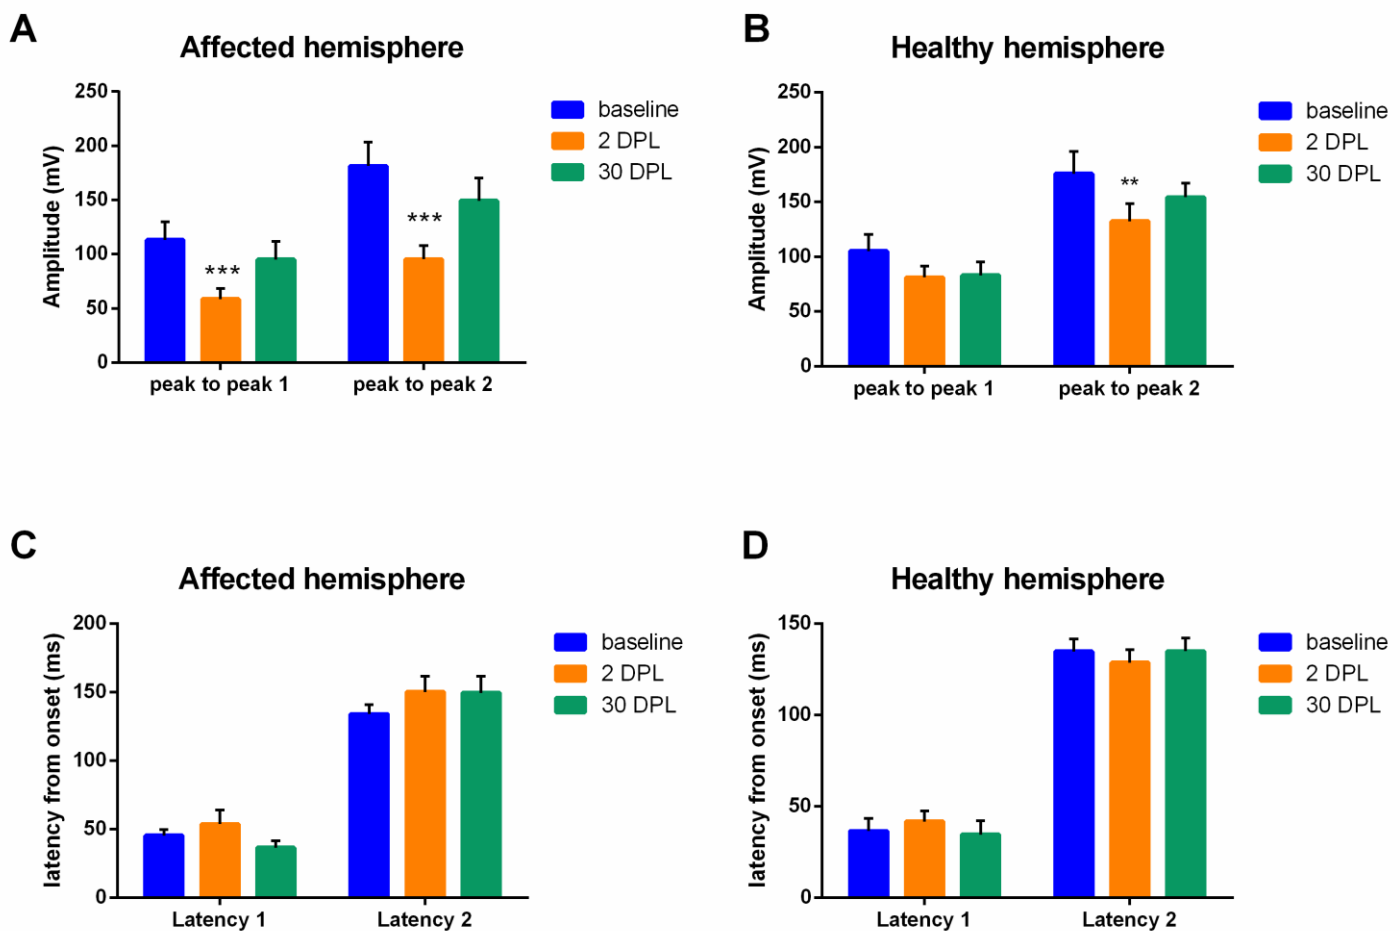 A
Affected hemisphere
Amplitude (mV)
250
200
150
100
50
0
***
***
peak to peak 1
peak to peak 2
baseline
2 DPL
30 DPL
B
Healthy hemisphere
Amplitude (mV)
250
200
150
100
50
0
**
peak to peak 1
peak to peak 2
baseline
2 DPL
30 DPL
C
Affected hemisphere
latency from onset (ms)
200
150
100
50
0
Latency 1
Latency 2
baseline
2 DPL
30 DPL
D
Healthy hemisphere
latency from onset (ms)
150
100
50
0
Latency 1
Latency 2
baseline
2 DPL
30 DPL